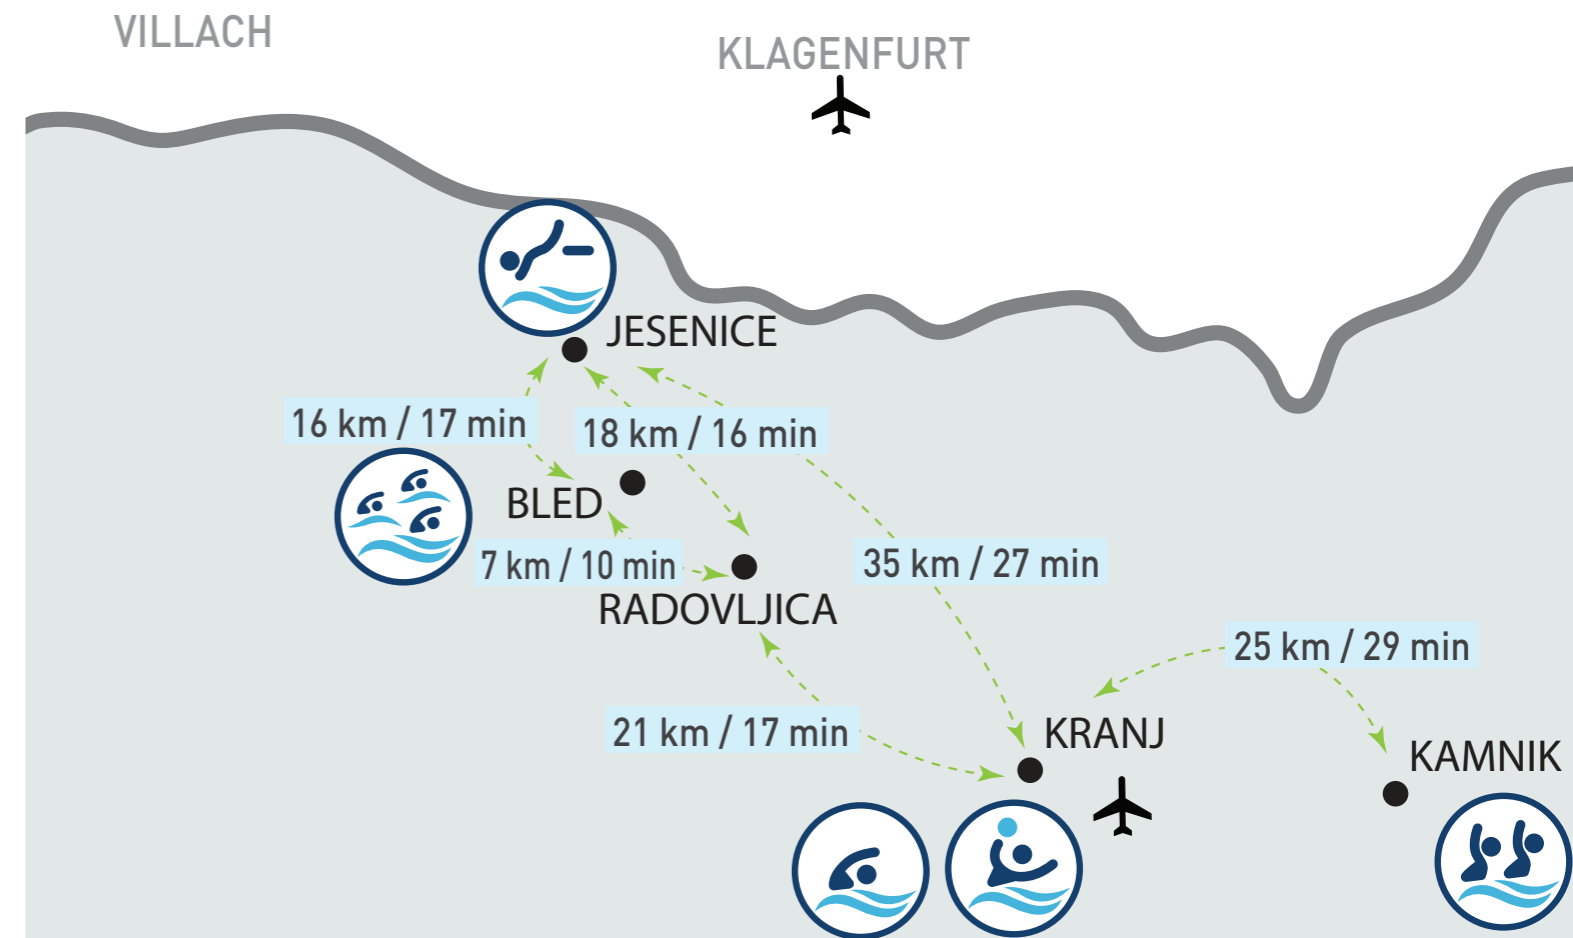 VILLACH
KLAGENFURT
JESENICE
16 km / 17 min
18 km / 16 min
BLED
7 km / 10 min
35 km / 27 min
RADOVLJICA
25 km / 29 min
21 km / 17 min
KRANJ
KAMNIK